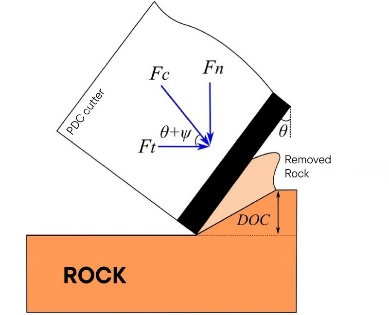 PDC cutter
Fc
Fn
θ+ψ
Ft
θ
Removed
Rock
DOC
ROCK